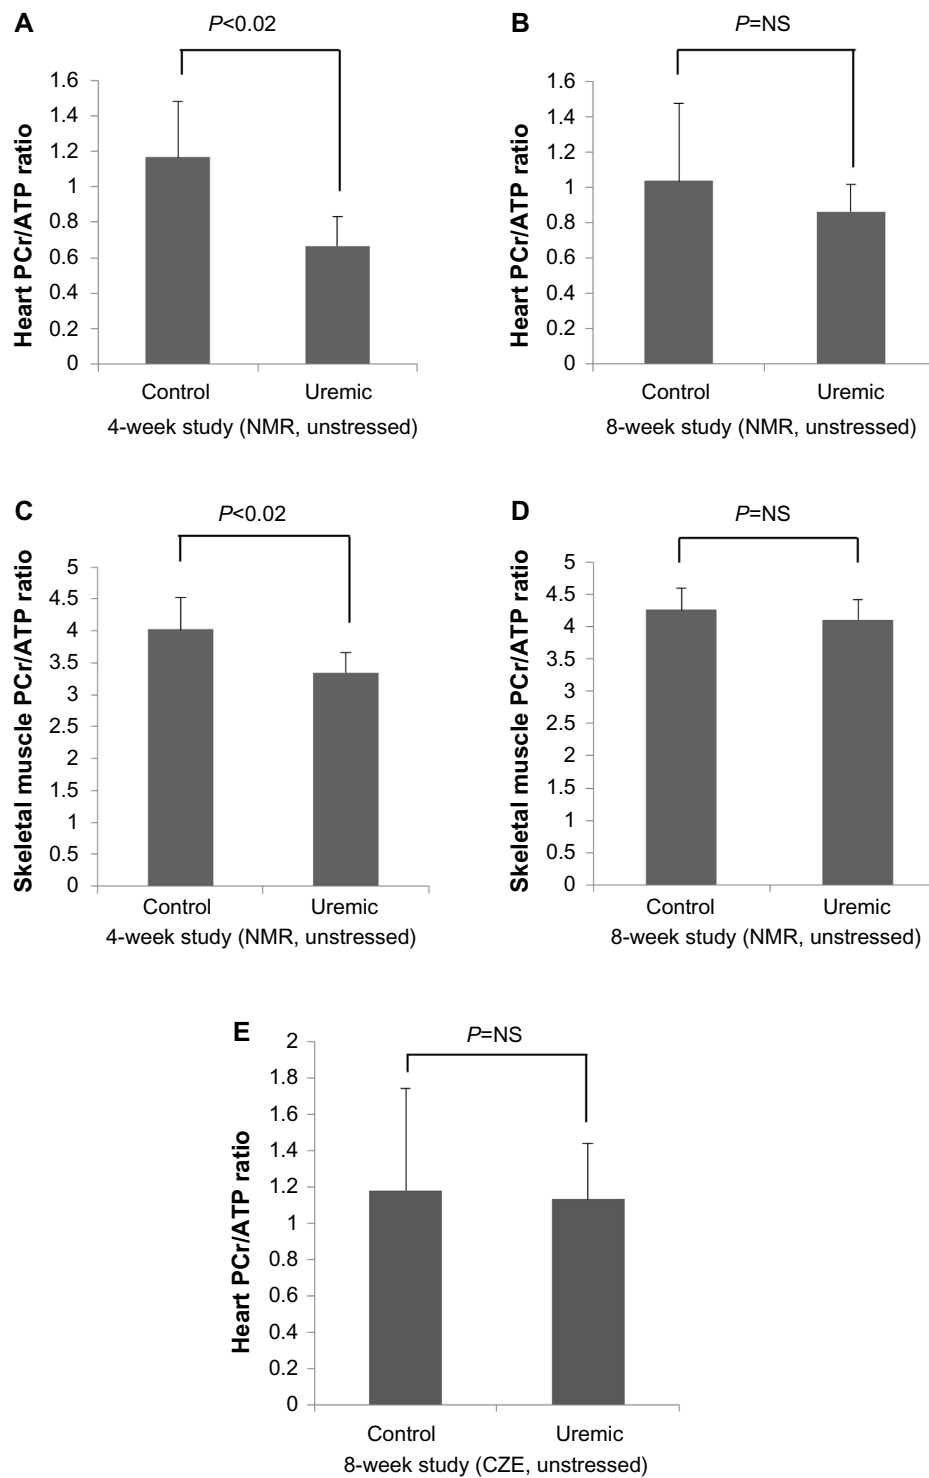 A
P<0.02
Heart PCr/ATP ratio
1.6
1.4
1.2
1
0.8
0.6
0.4
0.2
0
Control Uremic
4-week study (NMR, unstressed)
B
P=NS
Heart PCr/ATP ratio
1.6
1.4
1.2
1
0.8
0.6
0.4
0.2
0
Control Uremic
8-week study (NMR, unstressed)
C
P<0.02
Skeletal muscle PCr/ATP ratio
5
4.5
4
3.5
3
2.5
2
1.5
1
0.5
0
Control Uremic
4-week study (NMR, unstressed)
D
P=NS
Skeletal muscle PCr/ATP ratio
5
4.5
4
3.5
3
2.5
2
1.5
1
0.5
0
Control Uremic
8-week study (NMR, unstressed)
E
P=NS
Heart PCr/ATP ratio
2
1.8
1.6
1.4
1.2
1
0.8
0.6
0.4
0.2
0
Control Uremic
8-week study (CZE, unstressed)